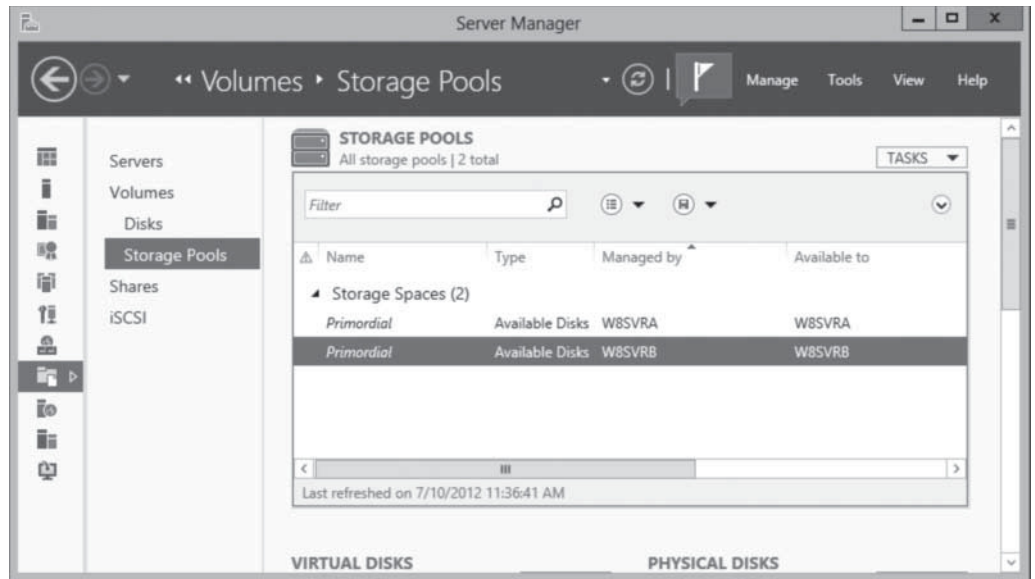 Server Manager
Volumes Storage Pools
Manage Tools View Help
Servers
Volumes
Disks
Storage Pools
Shares
iSCSI
STORAGE POOLS
All storage pools | 2 total
TASKS
Filter
Name Type Managed by Available to
Storage Spaces (2)
Primordial Available Disks W8SVRA W8SVRA
Primordial Available Disks W8SVRB W8SVRB
Last refreshed on 7/10/2012 11:36:41 AM
VIRTUAL DISKS PHYSICAL DISKS